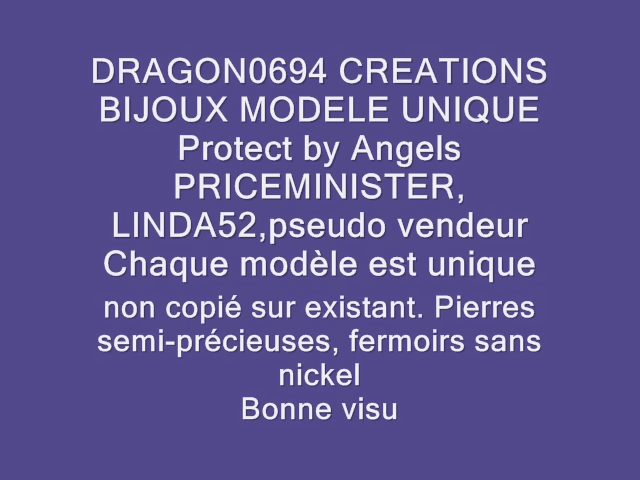 DRAGON0694 CREATIONS
BIJOUX MODELE UNIQUE
Protect by Angels
PRICEMINISTER,
LINDA52,pseudo vendeur
Chaque modèle est unique
non copié sur existant. Pierres
semi-précieuses, fermoirs sans
nickel
Bonne visu